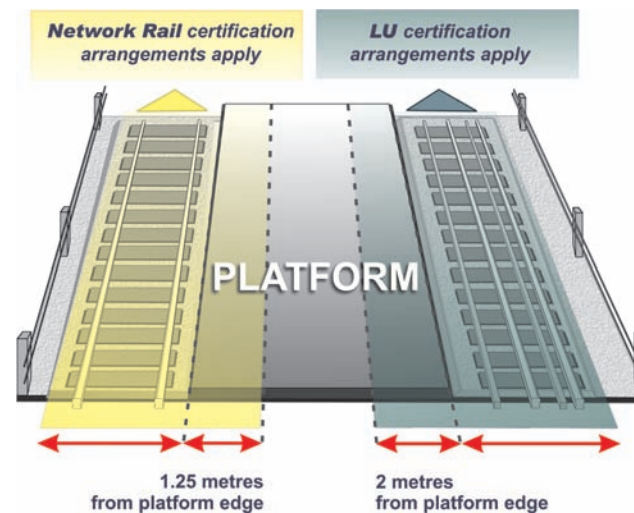 Network Rail certification
arrangements apply
LU certification
arrangements apply
PLATFORM
1.25 metres
from platform edge
2 metres
from platform edge